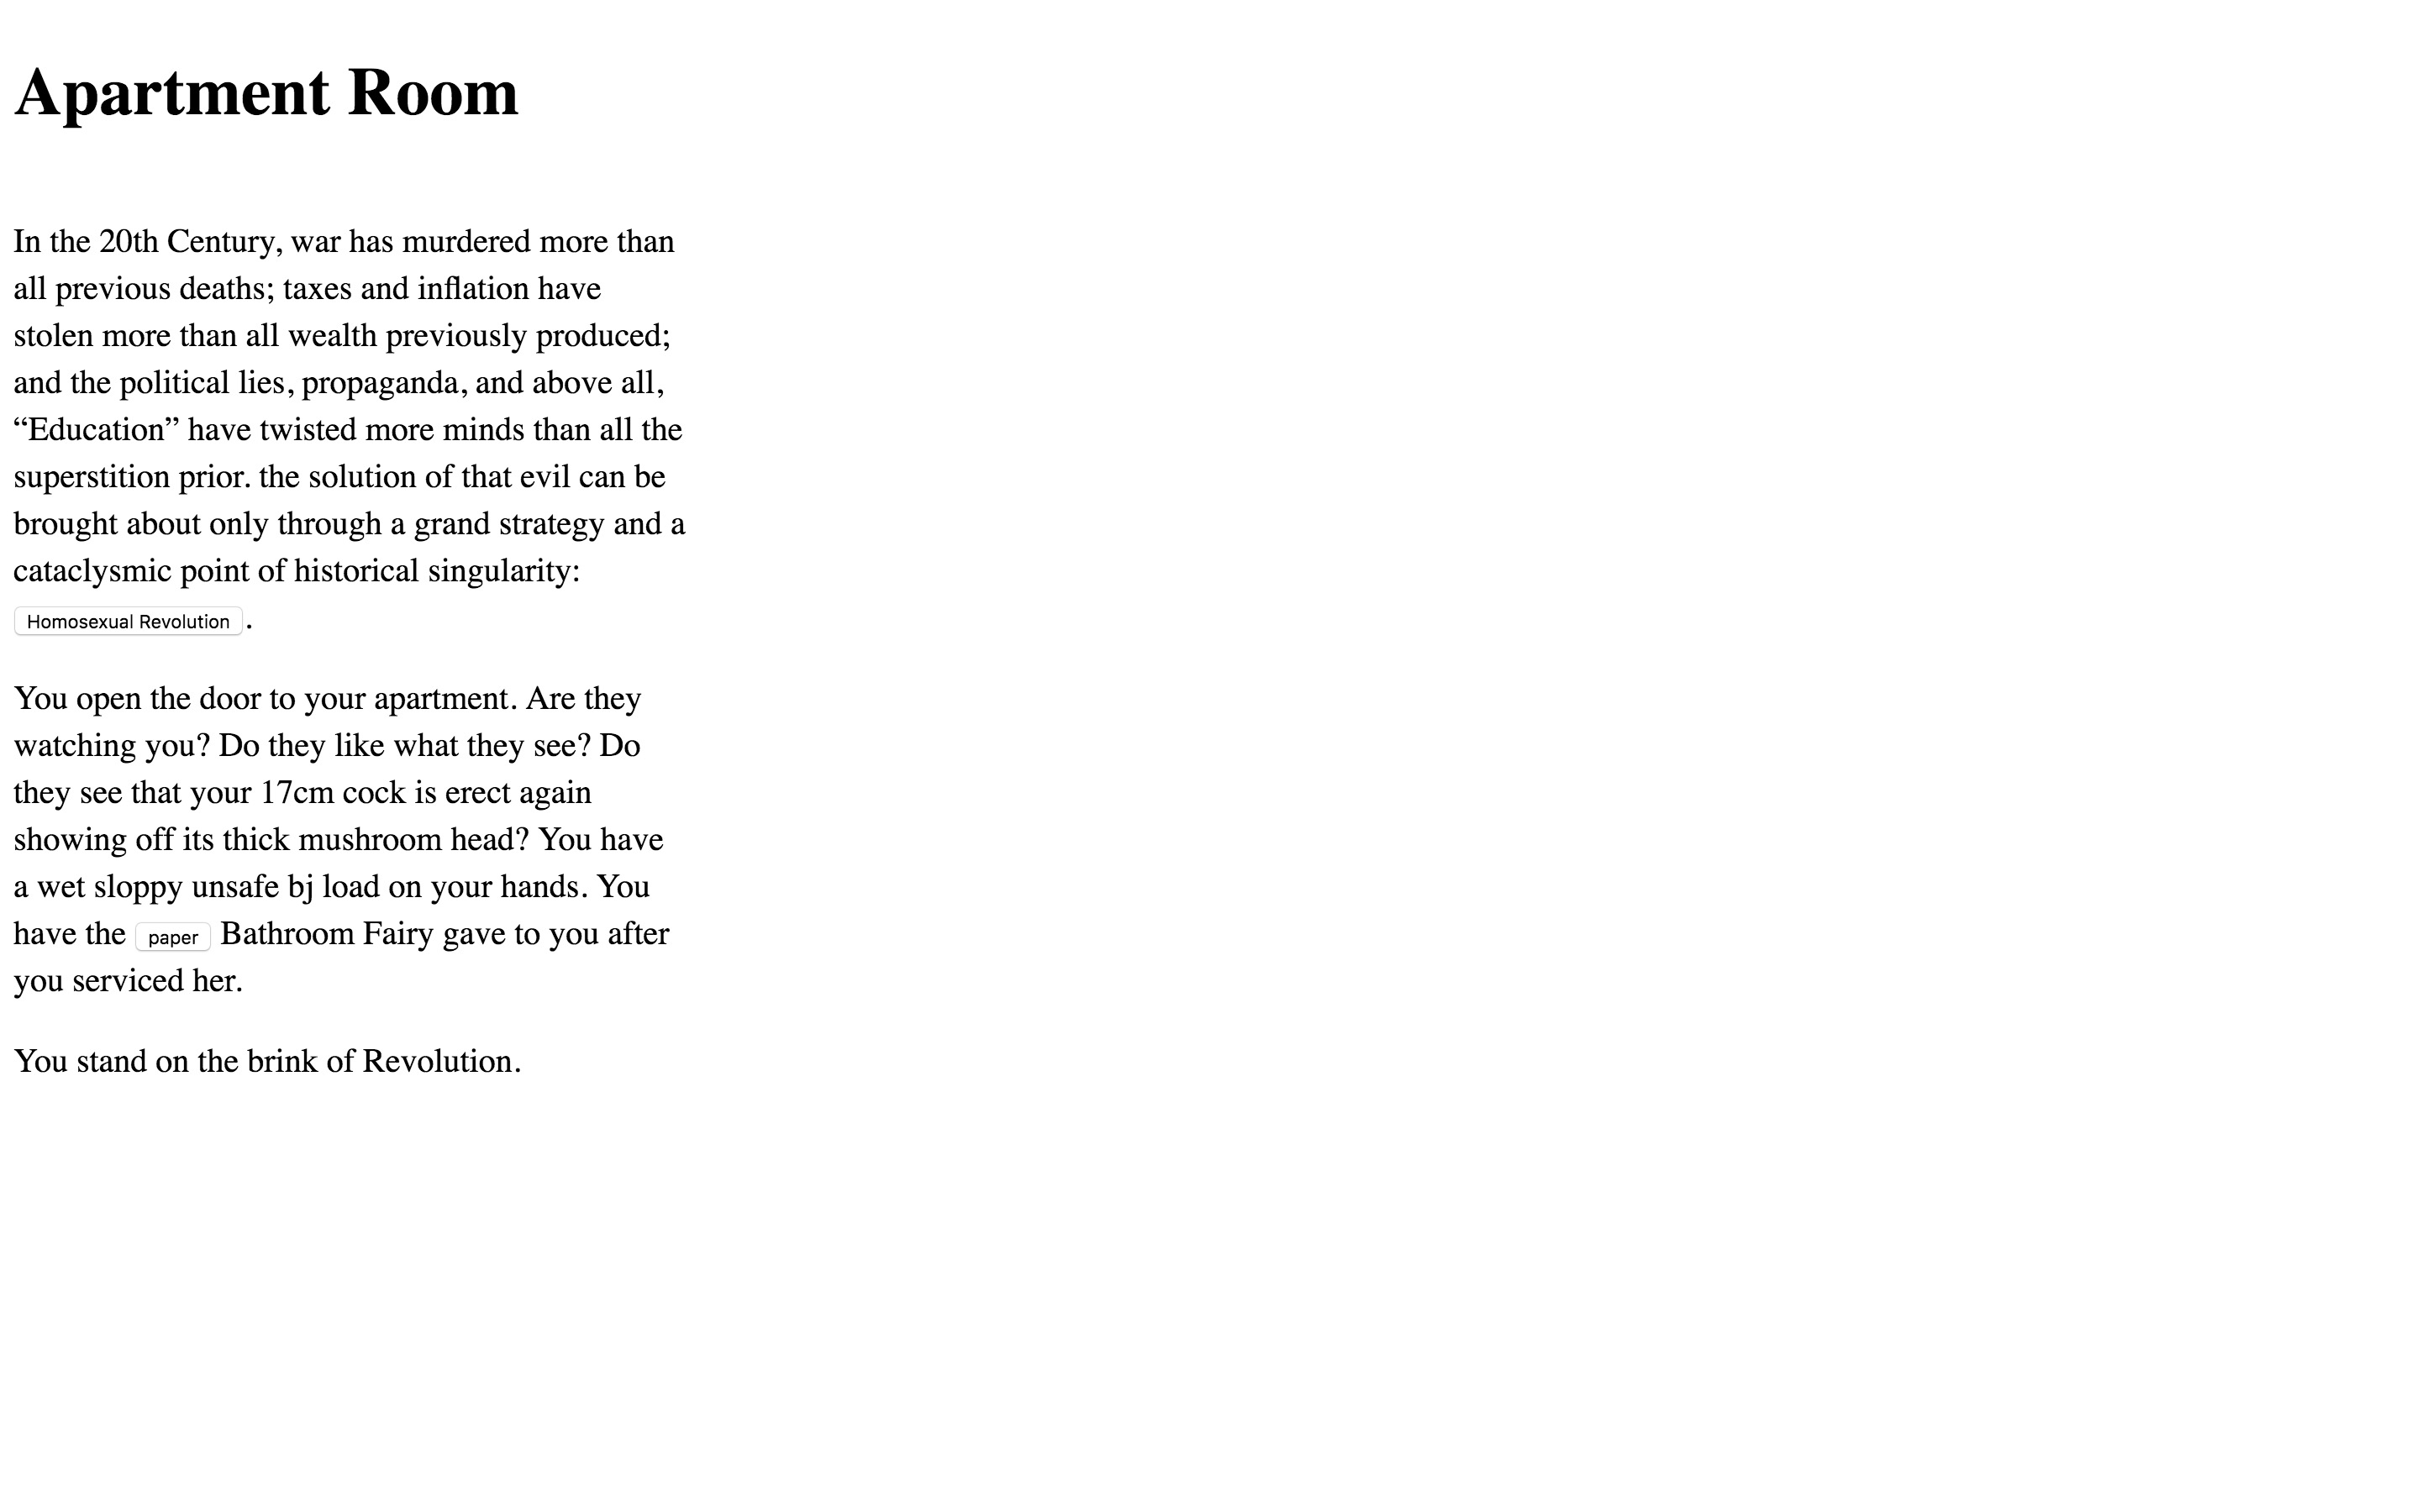 Apartment Room
In the 20th Century, war has murdered more than
all previous deaths; taxes and inflation have
stolen more than all wealth previously produced;
and the political lies, propaganda, and above all,
“Education” have twisted more minds than all the
superstition prior. the solution of that evil can be
brought about only through a grand strategy and a
cataclysmic point of historical singularity:
Homosexual Revolution .
You open the door to your apartment. Are they
watching you? Do they like what they see? Do
they see that your 17cm cock is erect again
showing off its thick mushroom head? You have
a wet sloppy unsafe bj load on your hands. You
have the paper Bathroom Fairy gave to you after
you serviced her.
You stand on the brink of Revolution.